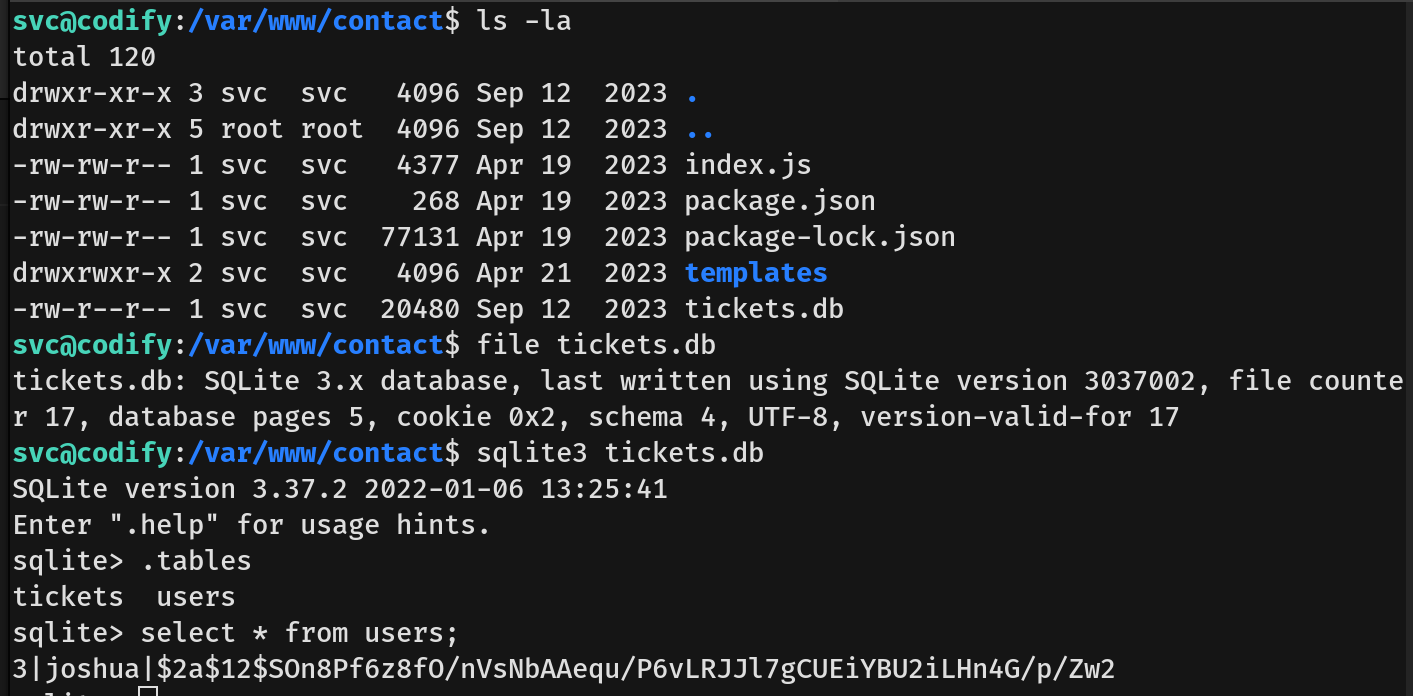 svc@codify:/var/www/contact$ ls -la
total 120
drwxr-xr-x 3 svc  svc   4096 Sep 12  2023 .
drwxr-xr-x 5 root root  4096 Sep 12  2023 ..
-rw-rw-r-- 1 svc  svc   4377 Apr 19  2023 index.js
-rw-rw-r-- 1 svc  svc    268 Apr 19  2023 package.json
-rw-rw-r-- 1 svc  svc  77131 Apr 19  2023 package-lock.json
drwxrwxr-x 2 svc  svc   4096 Apr 21  2023 templates
-rw-r--r-- 1 svc  svc  20480 Sep 12  2023 tickets.db
svc@codify:/var/www/contact$ file tickets.db
tickets.db: SQLite 3.x database, last written using SQLite version 3037002, file counte
r 17, database pages 5, cookie 0x2, schema 4, UTF-8, version-valid-for 17
svc@codify:/var/www/contact$ sqlite3 tickets.db
SQLite version 3.37.2 2022-01-06 13:25:41
Enter ".help" for usage hints.
sqlite> .tables
tickets  users
sqlite> select * from users;
3|joshua|$2a$12$SOn8Pf6z8fO/nVsNbAAequ/P6vLRJJl7gCUEiYBU2iLHn4G/p/Zw2